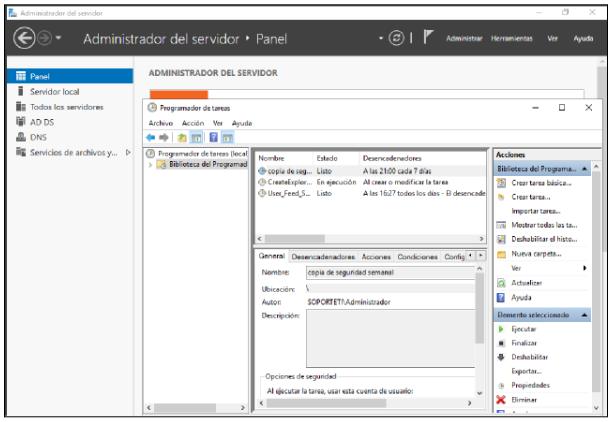 Administrador del servidor
Administrador del servidor • Panel
Administrar Herramientas Ver Ayuda
Panel
Servidor local
Todos los servidores
AD DS
DNS
Servicios de archivos y...
ADMINISTRADOR DEL SERVIDOR
Programador de tareas
Archivo Acción Ver Ayuda
Programador de tareas (local
Biblioteca del Programad
Nombre Estado Desencadenadores
copia de seg... Listo A las 21:00 cada 7 días
CreateExplor... En ejecución Al crear o modificar la tarea
User_Feed_S... Listo A las 16:27 todos los días - El desencade
General Desencadenadores Acciones Condiciones Config
Nombre: copia de seguridad semanal
Ubicación: \
Autor: SOPORTETI\Administrador
Descripción:
Opciones de seguridad
Al ejecutar la tarea, usar esta cuenta de usuario:
Acciones
Biblioteca del Programa...
Crear tarea básica...
Crear tarea...
Importar tarea...
Mostrar todas las ta...
Deshabilitar el histo...
Nueva carpeta...
Ver
Actualizar
Ayuda
Elemento seleccionado
Ejecutar
Finalizar
Deshabilitar
Exportar...
Propiedades
Eliminar